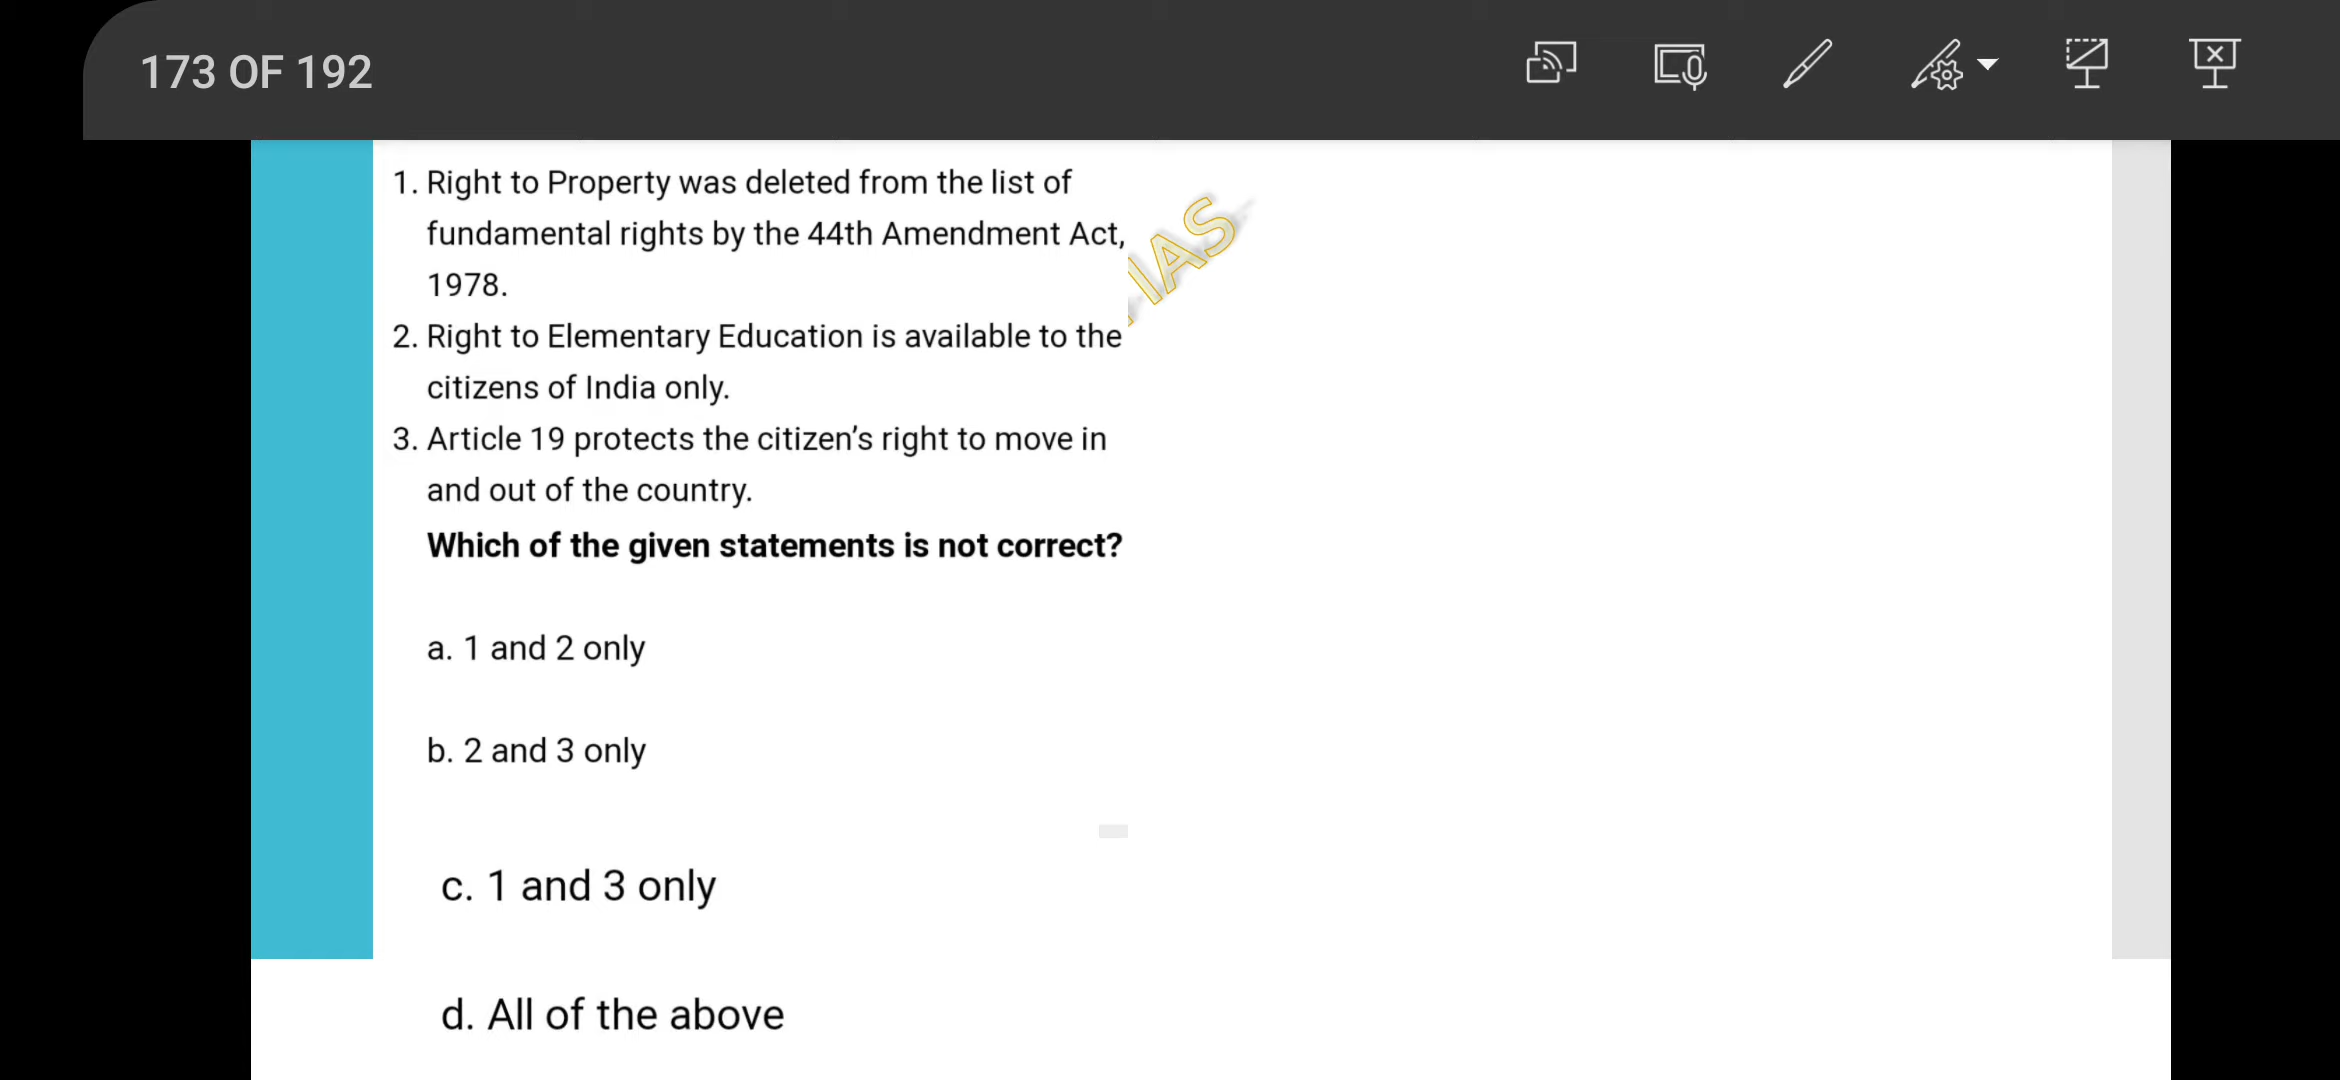 173 OF 192
1. Right to Property was deleted from the list of
fundamental rights by the 44th Amendment Act,
1978.
IAS
2. Right to Elementary Education is available to the
citizens of India only.
3. Article 19 protects the citizen’s right to move in
and out of the country.
Which of the given statements is not correct?
a. 1 and 2 only
b. 2 and 3 only
c. 1 and 3 only
d. All of the above